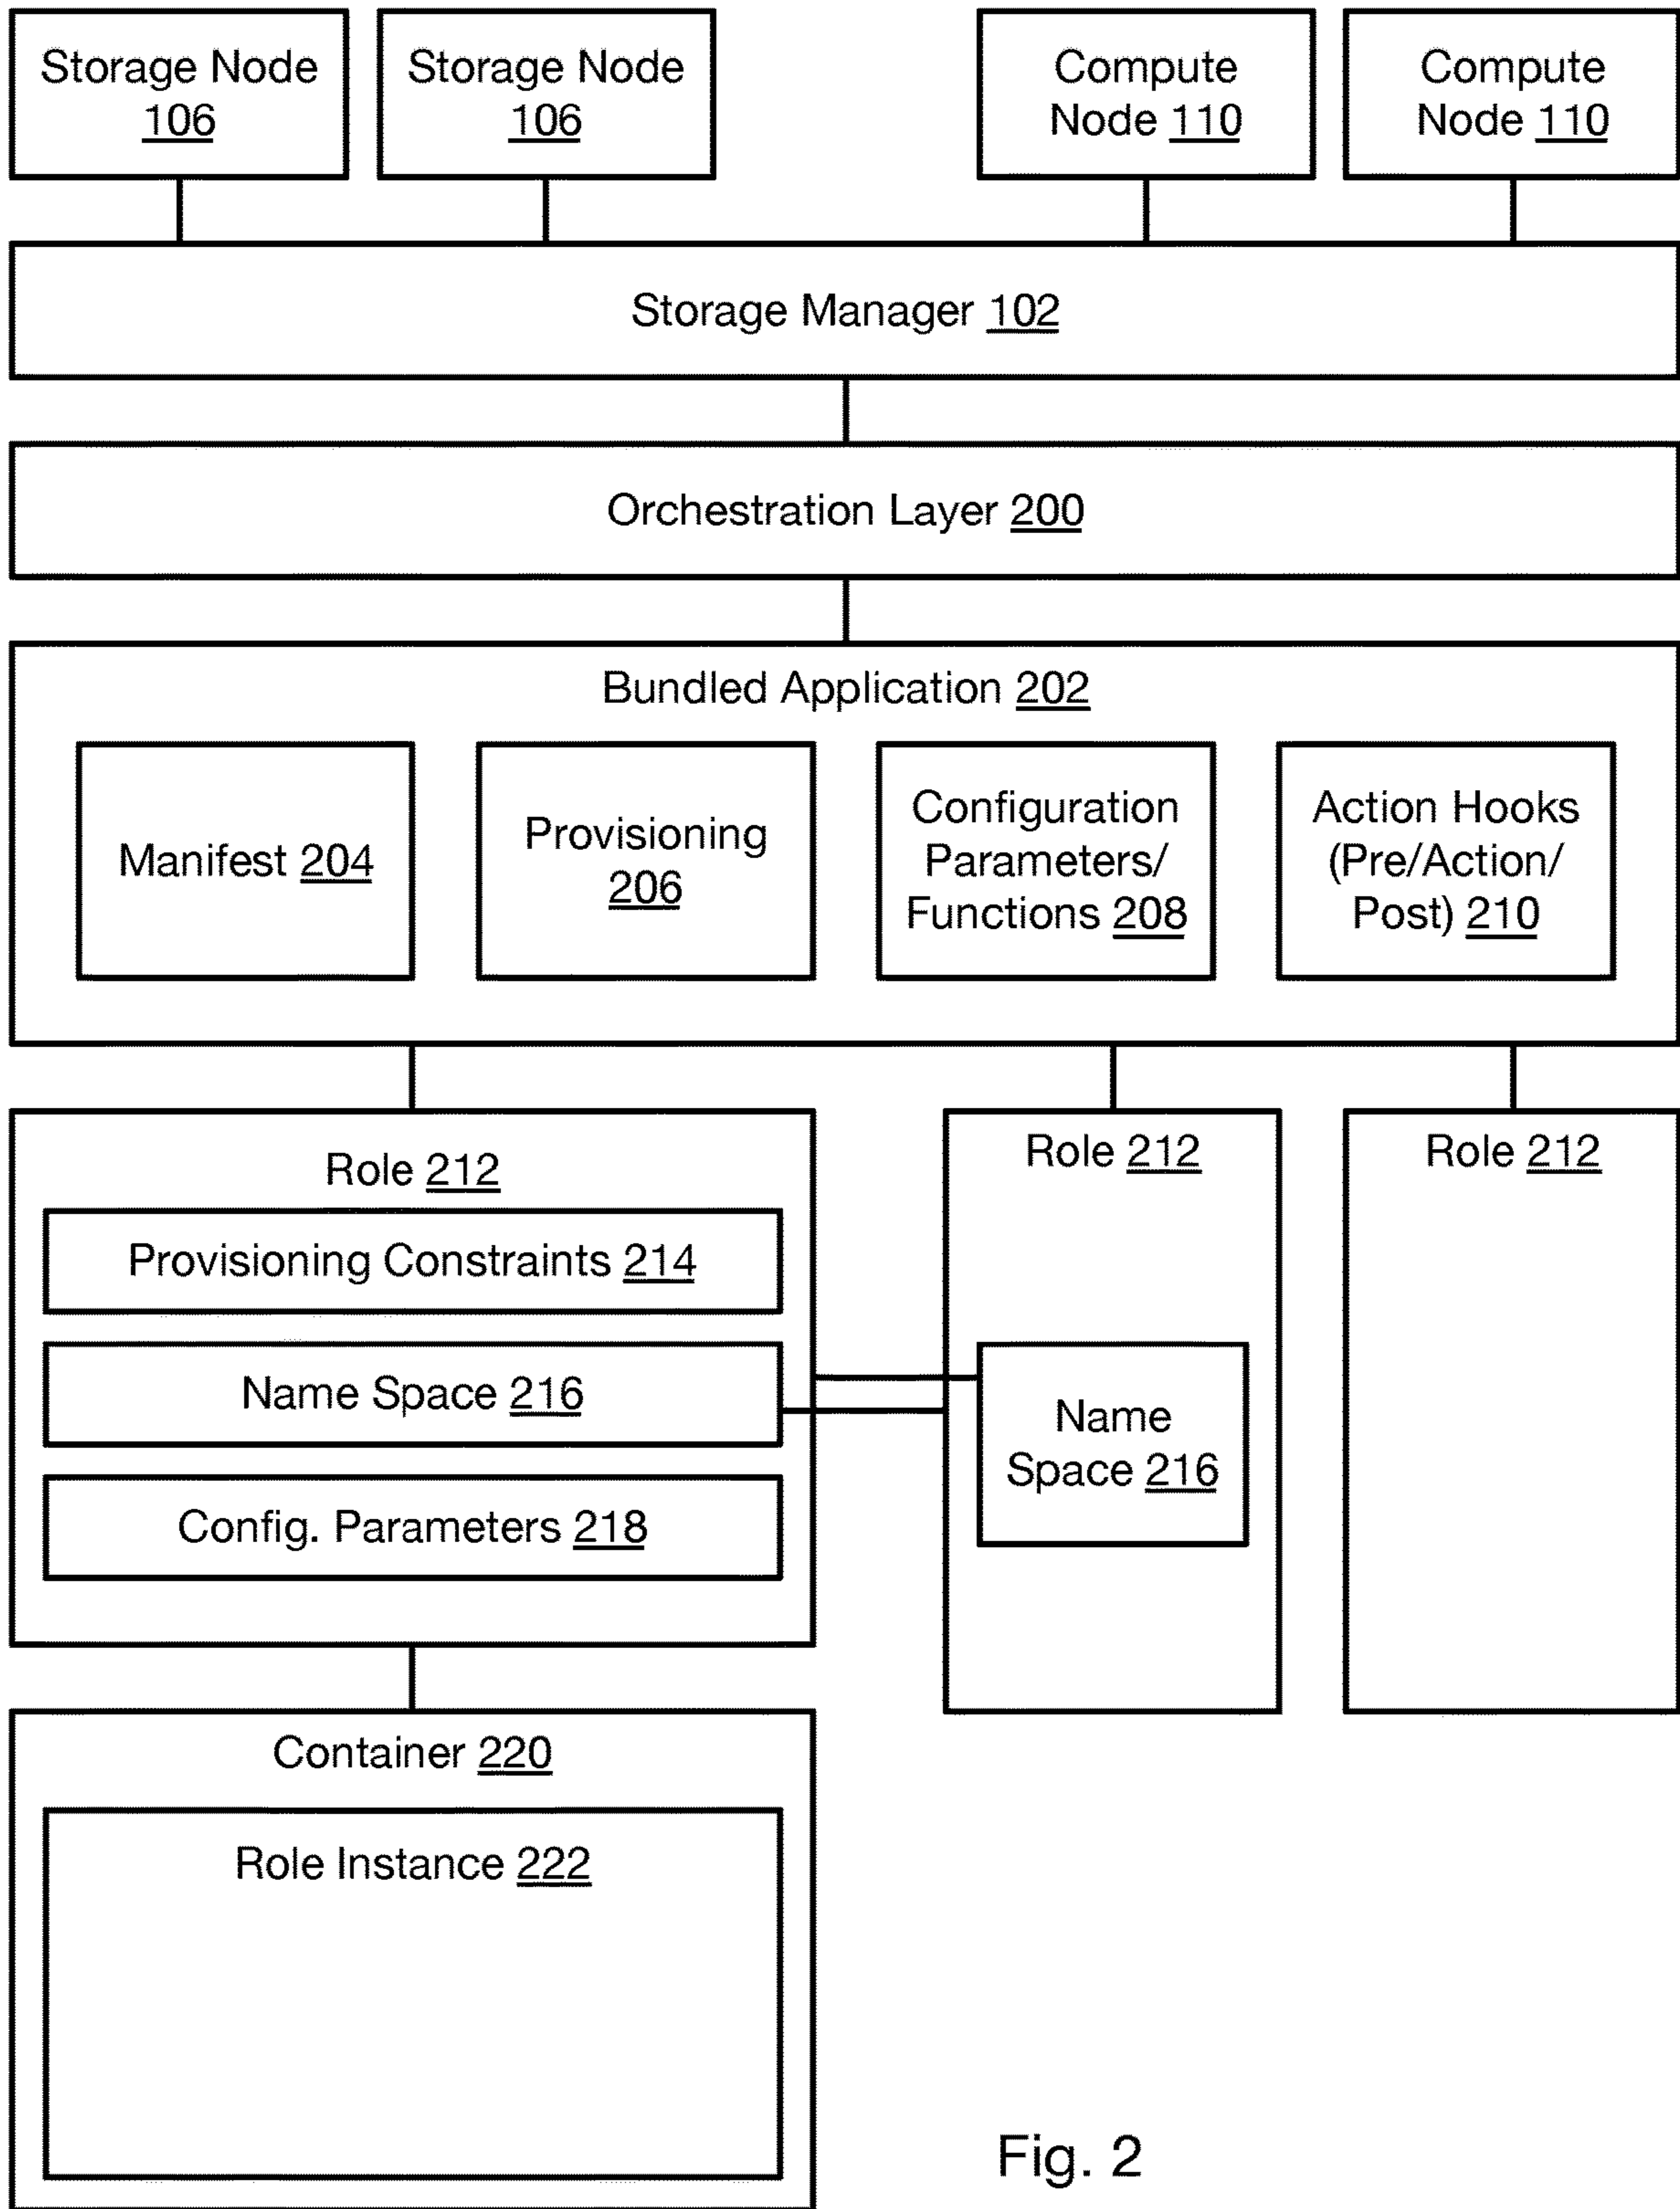 Storage Node
106
Storage Node
106
Compute
Node 110
Compute
Node 110
Storage Manager 102
Orchestration Layer 200
Bundled Application 202
Manifest 204
Provisioning
206
Configuration
Parameters/
Functions 208
Action Hooks
(Pre/Action/
Post) 210
Role 212
Provisioning Constraints 214
Name Space 216
Config. Parameters 218
Role 212
Name
Space 216
Role 212
Container 220
Role Instance 222
Fig. 2